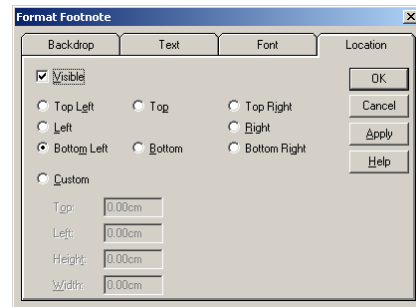 Format Footnote
Backdrop Text Font Location
Visible
Top Left Top Top Right
Left Right
Bottom Left Bottom Bottom Right
Custom
Top: 0.00cm
Left: 0.00cm
Height: 0.00cm
Width: 0.00cm
OK
Cancel
Apply
Help